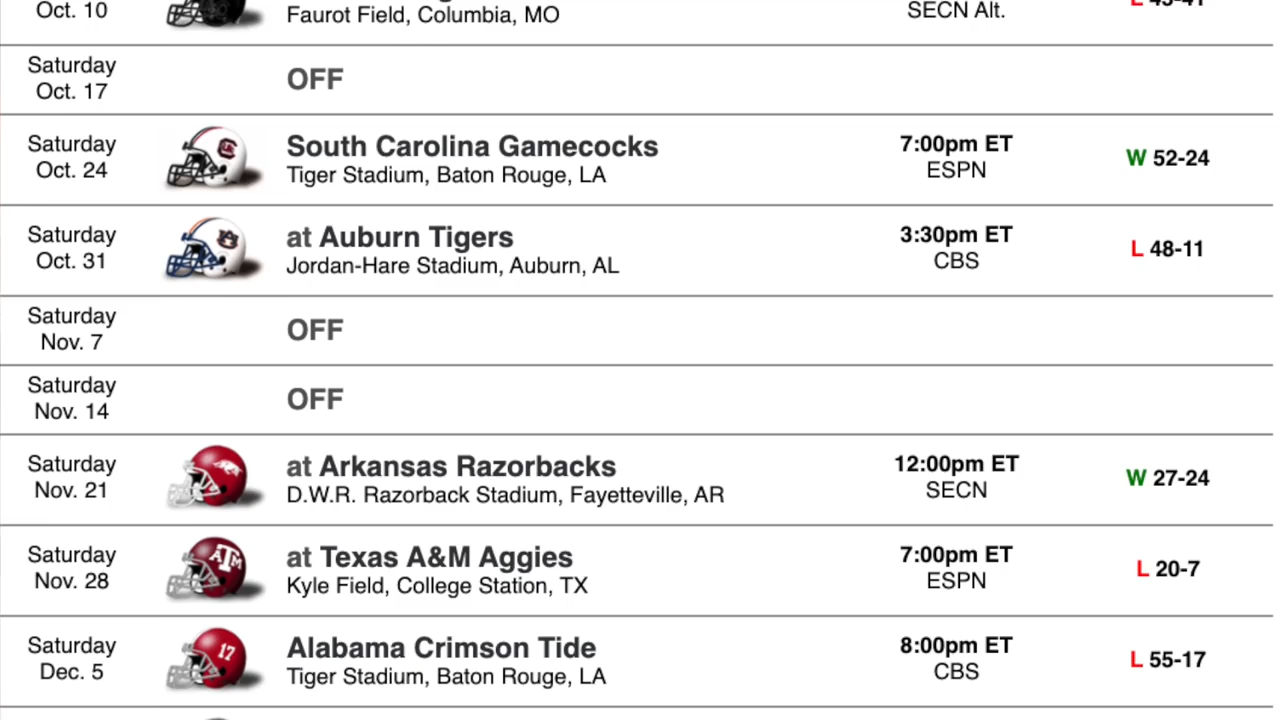 Oct. 10
Faurot Field, Columbia, MO
SECN Alt.
Saturday
Oct. 17
OFF
Saturday
Oct. 24
South Carolina Gamecocks
Tiger Stadium, Baton Rouge, LA
7:00pm ET
ESPN
W 52-24
Saturday
Oct. 31
at Auburn Tigers
Jordan-Hare Stadium, Auburn, AL
3:30pm ET
CBS
L 48-11
Saturday
Nov. 7
OFF
Saturday
Nov. 14
OFF
Saturday
Nov. 21
at Arkansas Razorbacks
D.W.R. Razorback Stadium, Fayetteville, AR
12:00pm ET
SECN
W 27-24
Saturday
Nov. 28
ATM
at Texas A&M Aggies
Kyle Field, College Station, TX
7:00pm ET
ESPN
L 20-7
Saturday
Dec. 5
17
Alabama Crimson Tide
Tiger Stadium, Baton Rouge, LA
8:00pm ET
CBS
L 55-17